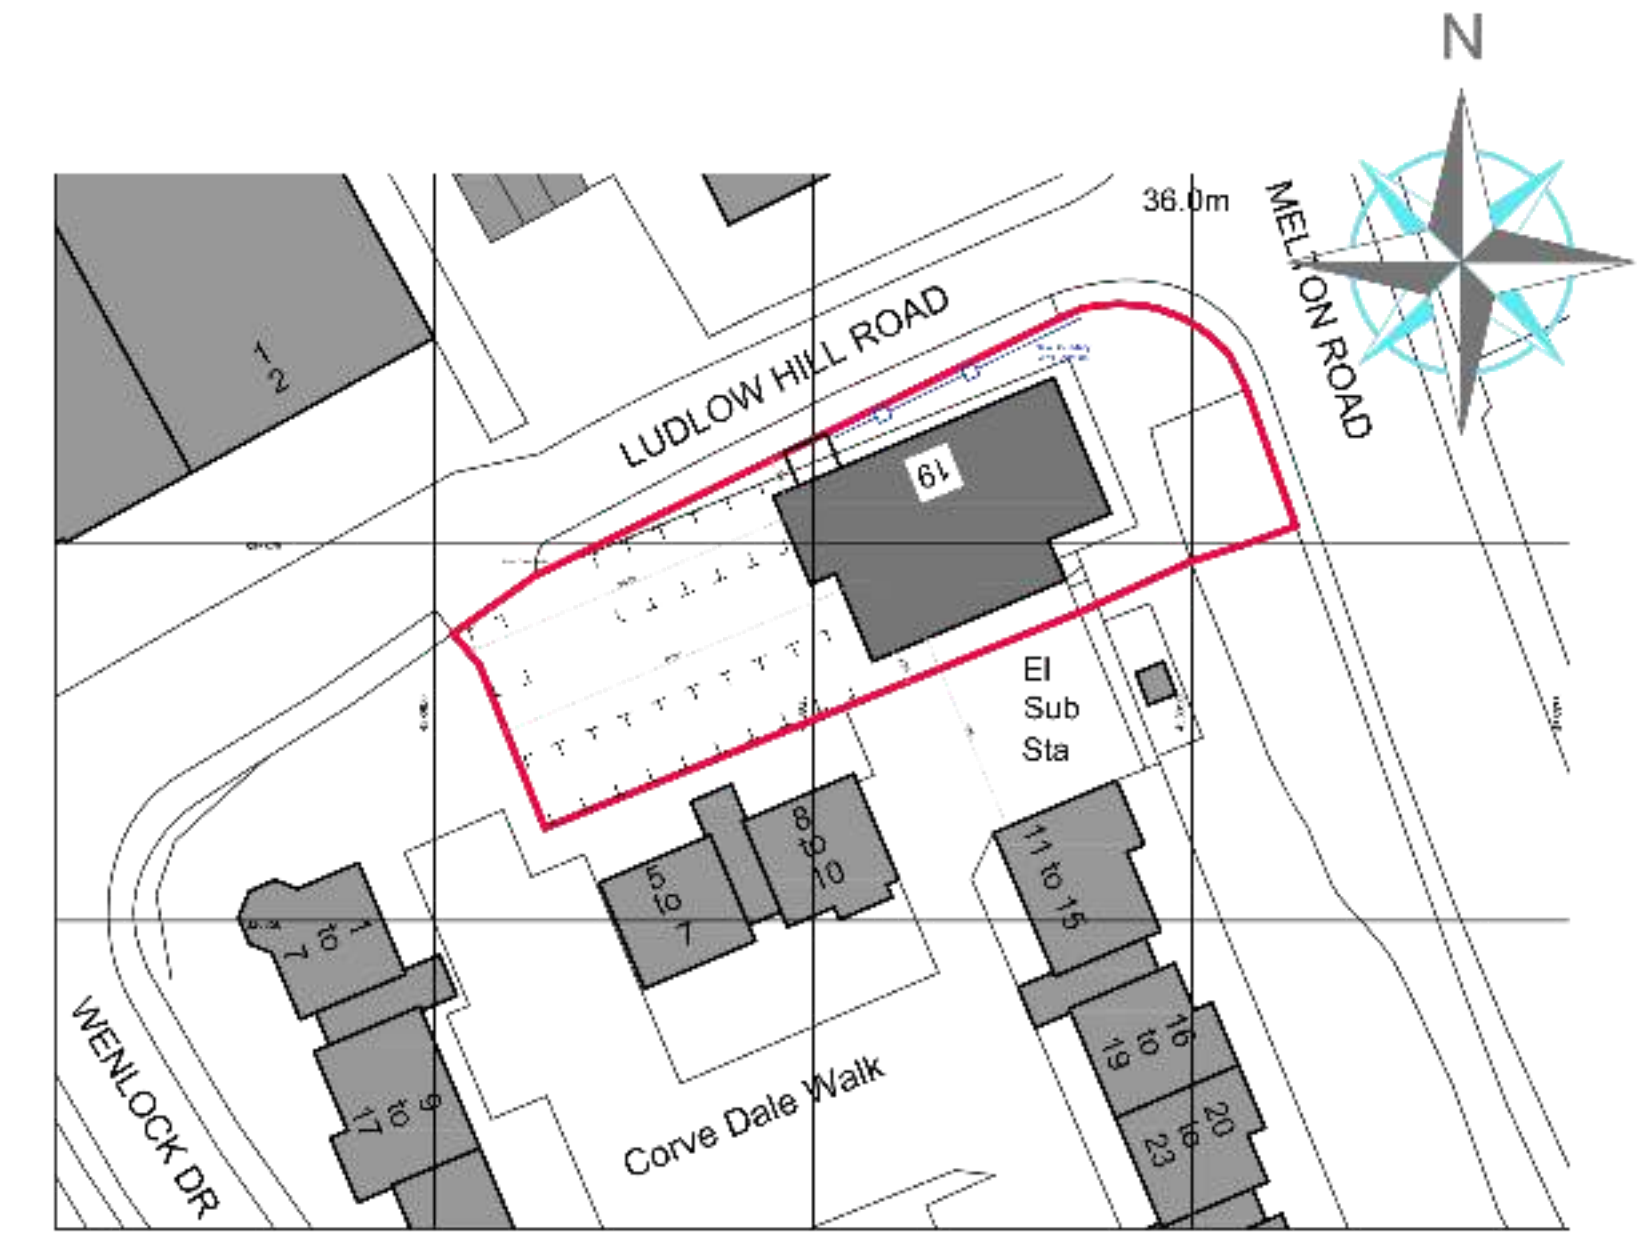 N
36.0m
MELTON ROAD
LUDLOW HILL ROAD
1
2
19
El
Sub
Sta
8
to
10
5
to
7
11 to 15
1
to
7
16
to
19
9
to
17
20
to
23
Corve Dale Walk
WENLOCK DR